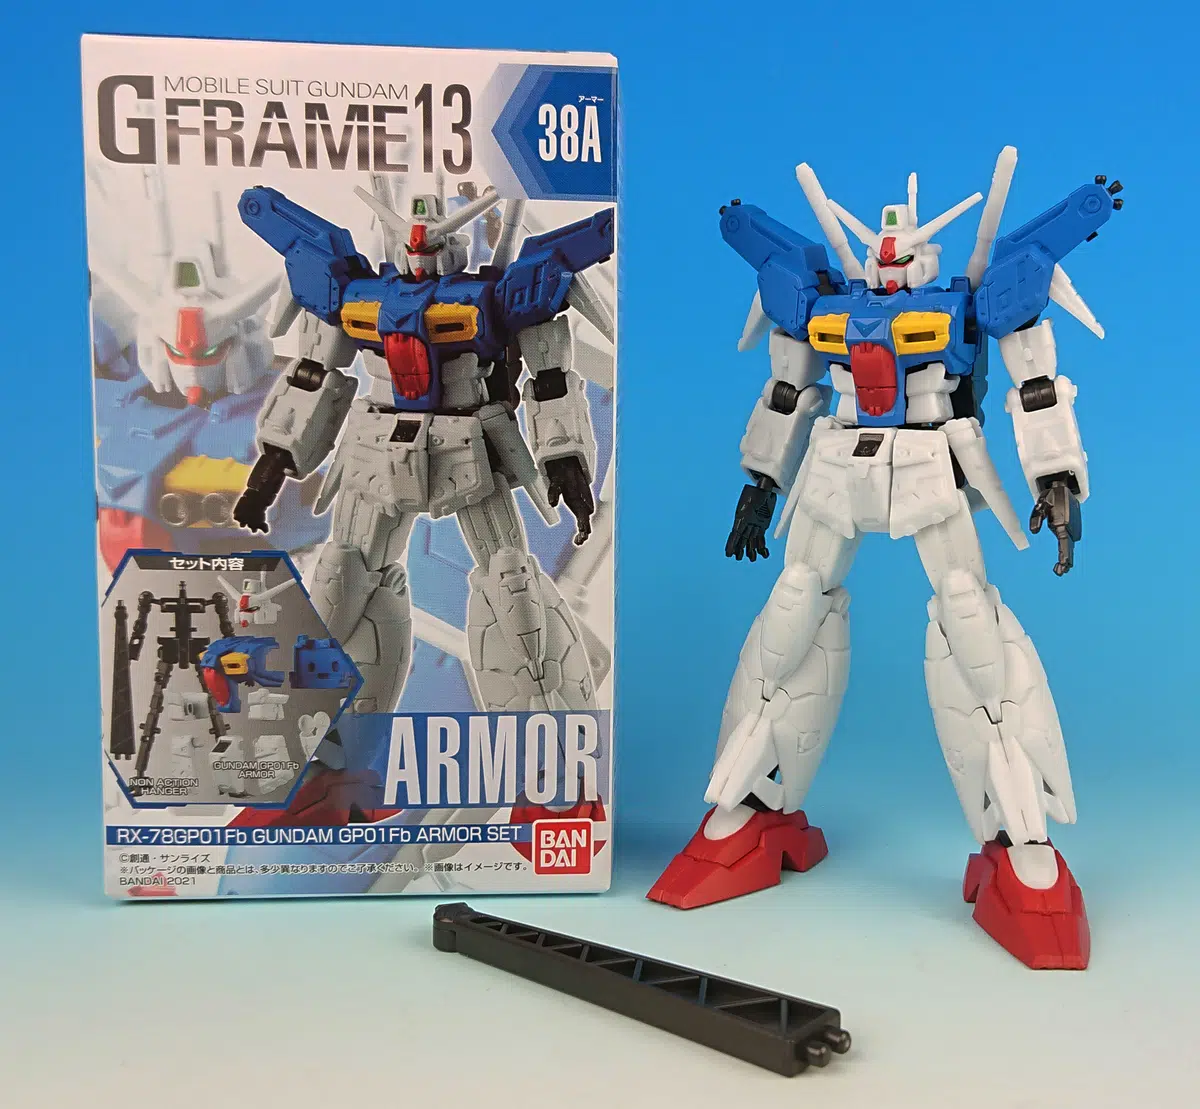 MOBILE SUIT GUNDAM
G FRAME 13
アーマー
38A
セット内容
NON ACTION
HANGER
GUNDAM GP01Fb
ARMOR
ARMOR
RX-78GP01Fb GUNDAM GP01Fb ARMOR SET
BAN
DAI
©創通・サンライズ
※パッケージの画像と商品とは、多少異なりますのでご了承ください。※画像はイメージです。
BANDAI 2021